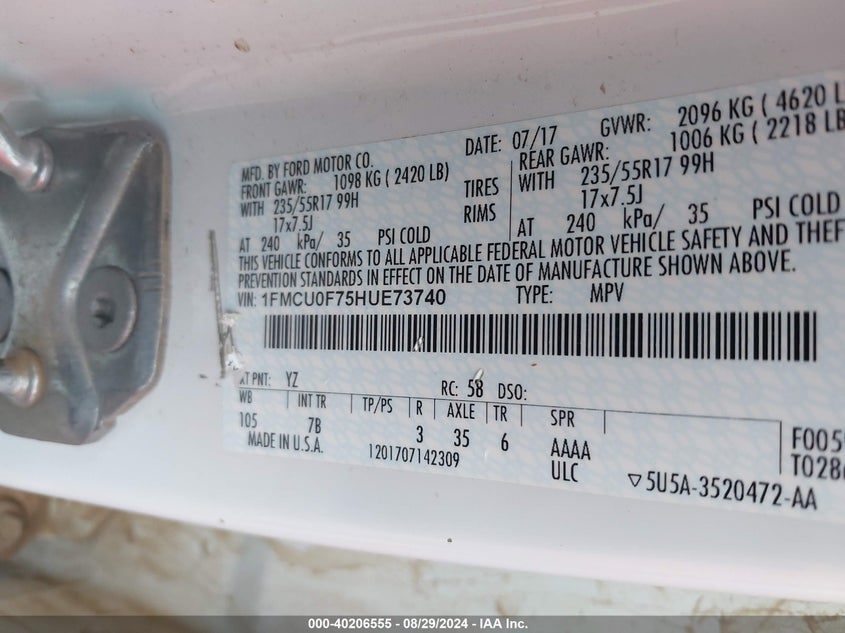 MFD. BY FORD MOTOR CO.
DATE: 07/17 GVWR: 2096 KG ( 4620 L
FRONT GAWR: 1098 KG ( 2420 LB)
REAR GAWR: 1006 KG ( 2218 LB
WITH 235/55R17 99H TIRES WITH 235/55R17 99H
17x7.5J RIMS 17x7.5J
AT 240 kPa/ 35 PSI COLD AT 240 kPa/ 35 PSI COLD
THIS VEHICLE CONFORMS TO ALL APPLICABLE FEDERAL MOTOR VEHICLE SAFETY AND THEF
PREVENTION STANDARDS IN EFFECT ON THE DATE OF MANUFACTURE SHOWN ABOVE.
VIN: 1FMCU0F75HUE73740 TYPE: MPV
XT PNT: YZ RC: 58 DSO:
WB INT TR TP/PS R AXLE TR SPR
105 7B 3 35 6 AAAA
MADE IN U.S.A. 1201707142309 ULC
F005
T028
▽5U5A-3520472-AA
000-40206555 - 08/29/2024 - IAA Inc.